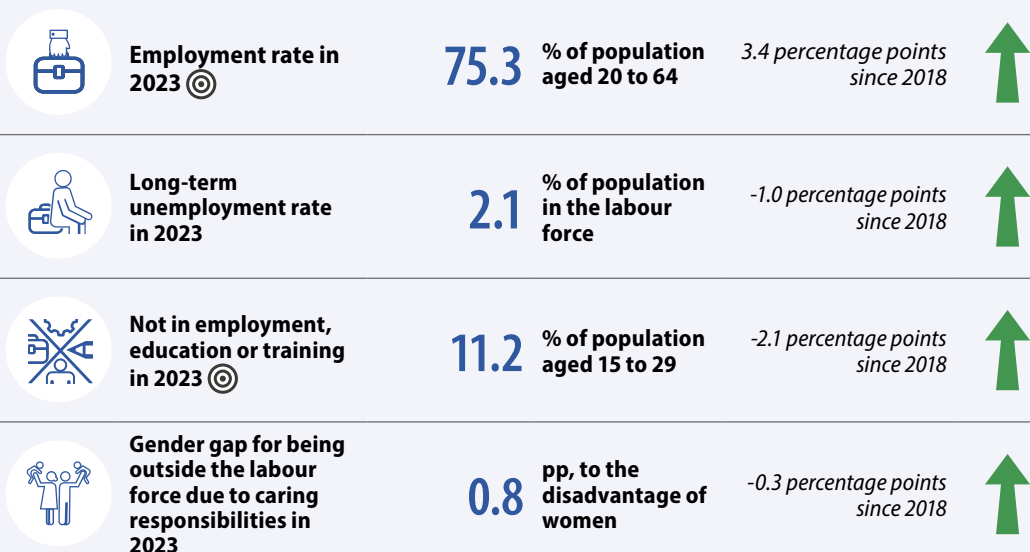 Employment rate in
2023
75.3
% of population
aged 20 to 64
3.4 percentage points
since 2018
Long-term
unemployment rate
in 2023
2.1
% of population
in the labour
force
-1.0 percentage points
since 2018
Not in employment,
education or training
in 2023
11.2
% of population
aged 15 to 29
-2.1 percentage points
since 2018
Gender gap for being
outside the labour
force due to caring
responsibilities in
2023
0.8
pp, to the
disadvantage of
women
-0.3 percentage points
since 2018